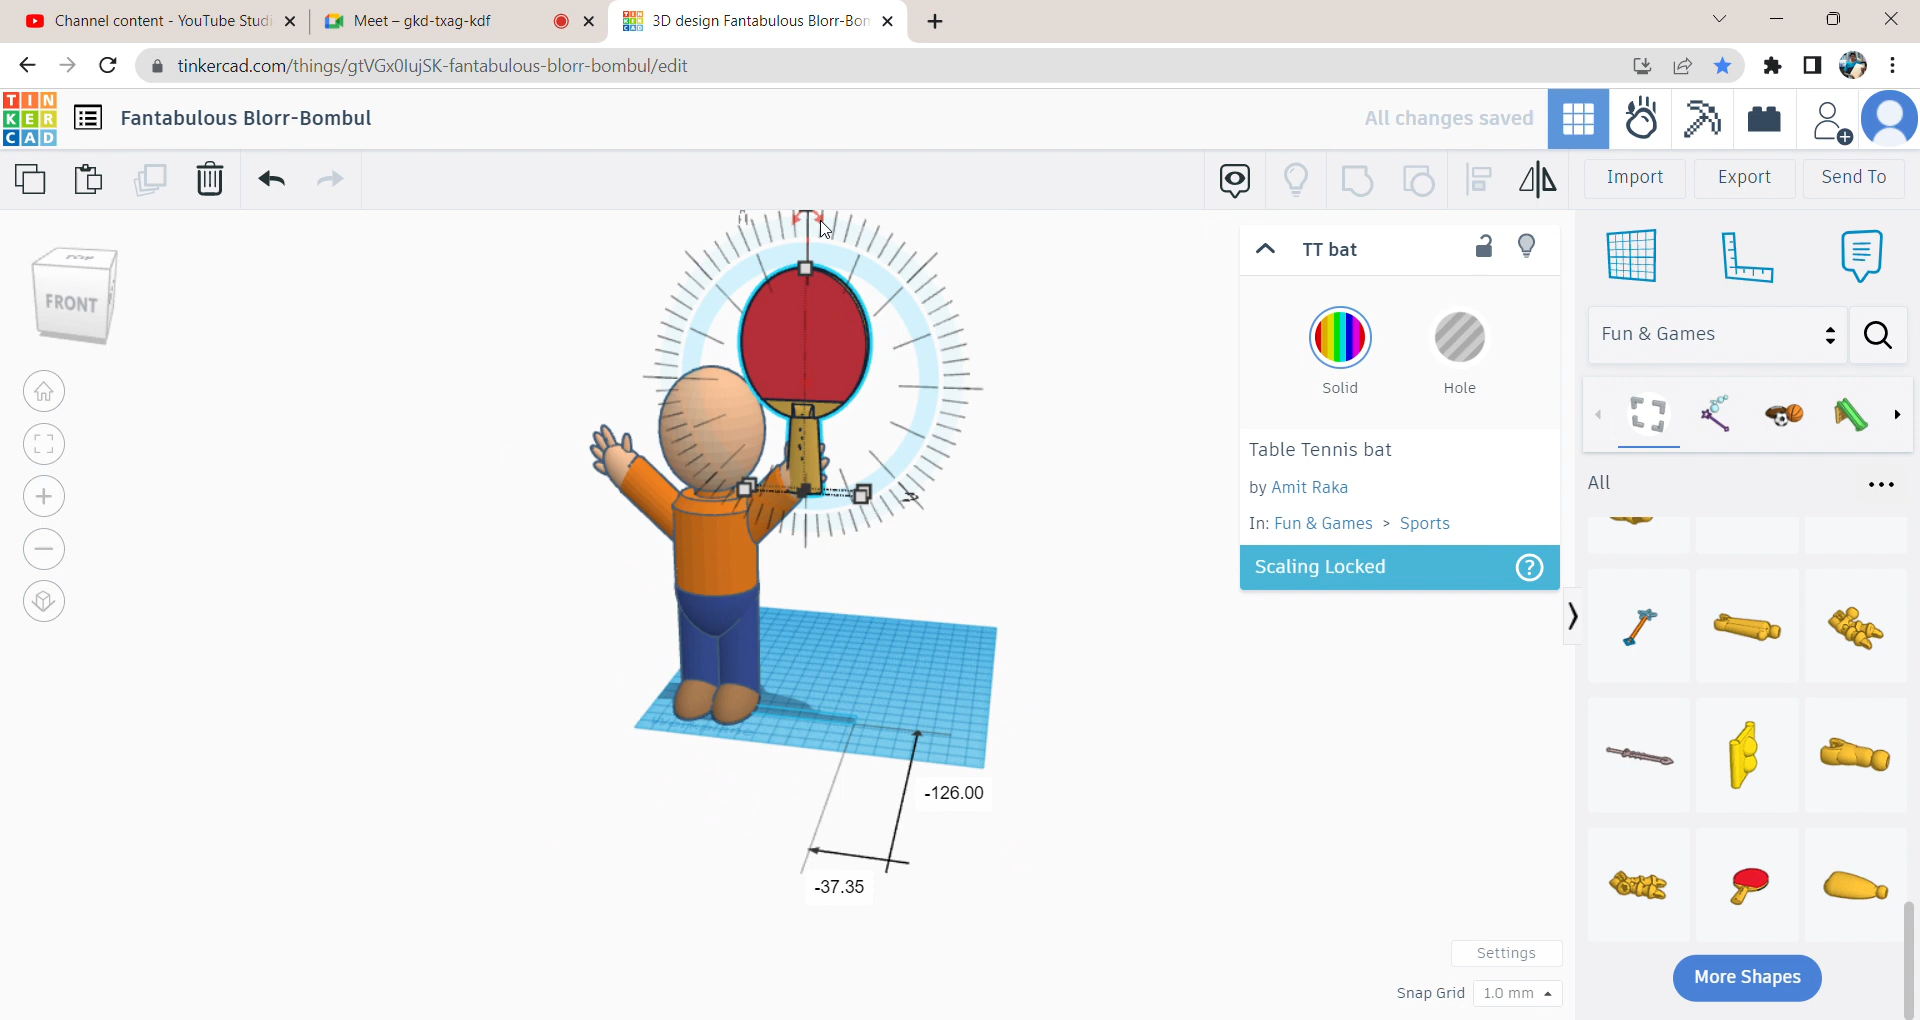 Channel content - YouTube Studi
Meet – gkd-txag-kdf
3D design Fantabulous Blorr-Bom
tinkercad.com/things/gtVGx0IujSK-fantabulous-blorr-bombul/edit
TIN
KER
CAD
Fantabulous Blorr-Bombul
All changes saved
Import
Export
Send To
TOP
FRONT
TT bat
Solid
Hole
Table Tennis bat
by Amit Raka
In: Fun & Games > Sports
Scaling Locked
?
Fun & Games
All
-126.00
-37.35
More Shapes
Settings
Snap Grid 1.0 mm